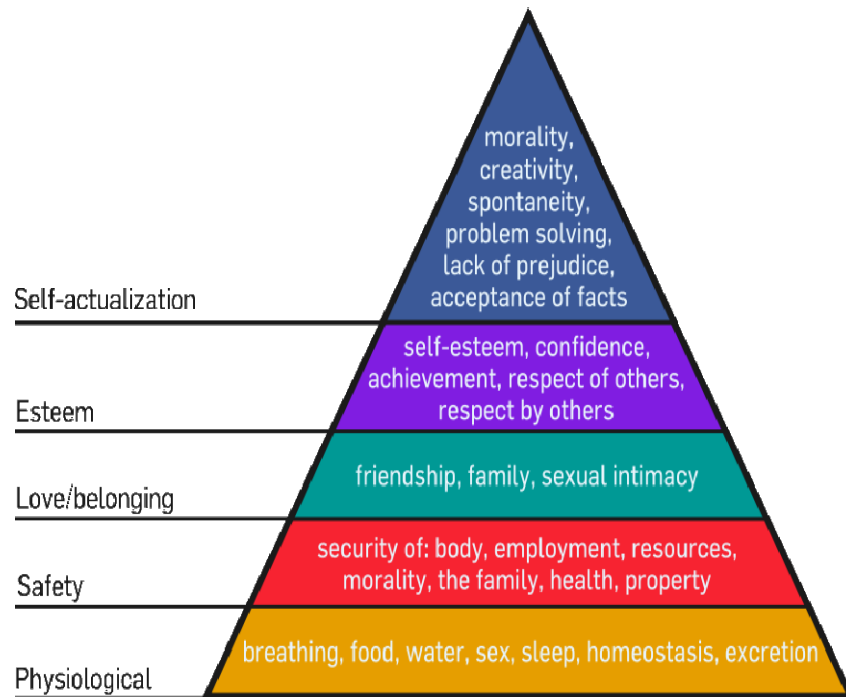 morality,
creativity,
spontaneity,
problem solving,
lack of prejudice,
acceptance of facts
Self-actualization
self-esteem, confidence,
achievement, respect of others,
respect by others
Esteem
friendship, family, sexual intimacy
Love/belonging
security of: body, employment, resources,
morality, the family, health, property
Safety
breathing, food, water, sex, sleep, homeostasis, excretion
Physiological